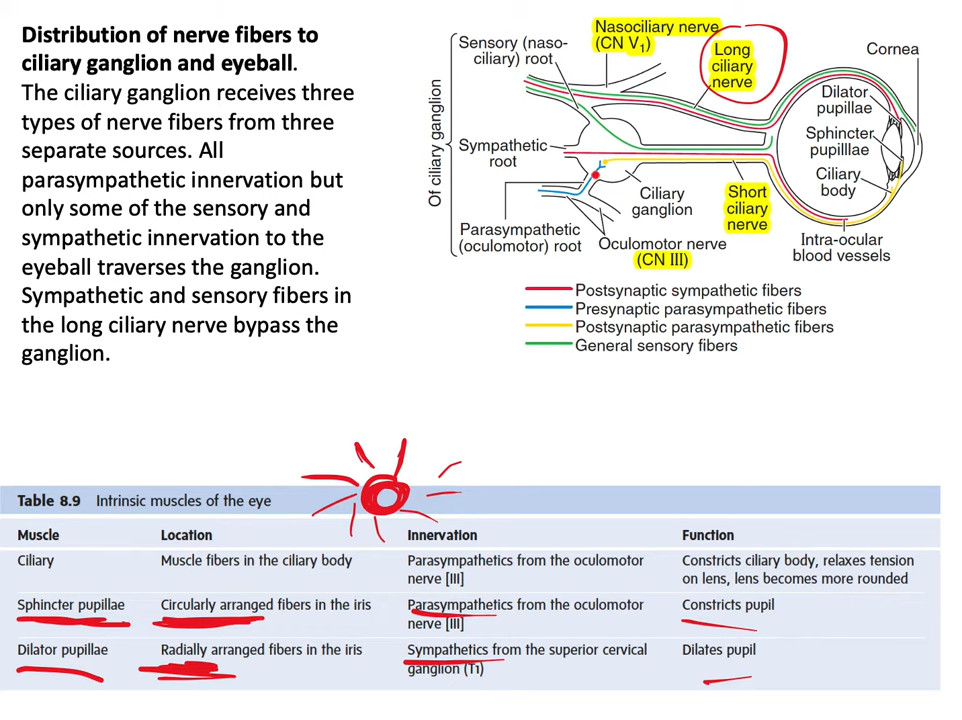 Distribution of nerve fibers to
ciliary ganglion and eyeball.
The ciliary ganglion receives three
types of nerve fibers from three
separate sources. All
parasympathetic innervation but
only some of the sensory and
sympathetic innervation to the
eyeball traverses the ganglion.
Sympathetic and sensory fibers in
the long ciliary nerve bypass the
ganglion.
Of ciliary ganglion
Sensory (naso-
ciliary) root
Sympathetic
root
Parasympathetic
(oculomotor) root
Nasociliary nerve
(CN V1)
Long
ciliary
nerve
Cornea
Dilator
pupillae
Sphincter
pupilllae
Ciliary
body
Ciliary
ganglion
Short
ciliary
nerve
Oculomotor nerve
(CN III)
Intra-ocular
blood vessels
Postsynaptic sympathetic fibers
Presynaptic parasympathetic fibers
Postsynaptic parasympathetic fibers
General sensory fibers
Table 8.9 Intrinsic muscles of the eye
Muscle Location Innervation Function
Ciliary Muscle fibers in the ciliary body Parasympathetics from the oculomotor Constricts ciliary body, relaxes tension
nerve [III] on lens, lens becomes more rounded
Sphincter pupillae Circularly arranged fibers in the iris Parasympathetics from the oculomotor Constricts pupil
nerve [III]
Dilator pupillae Radially arranged fibers in the iris Sympathetics from the superior cervical Dilates pupil
ganglion (T1)